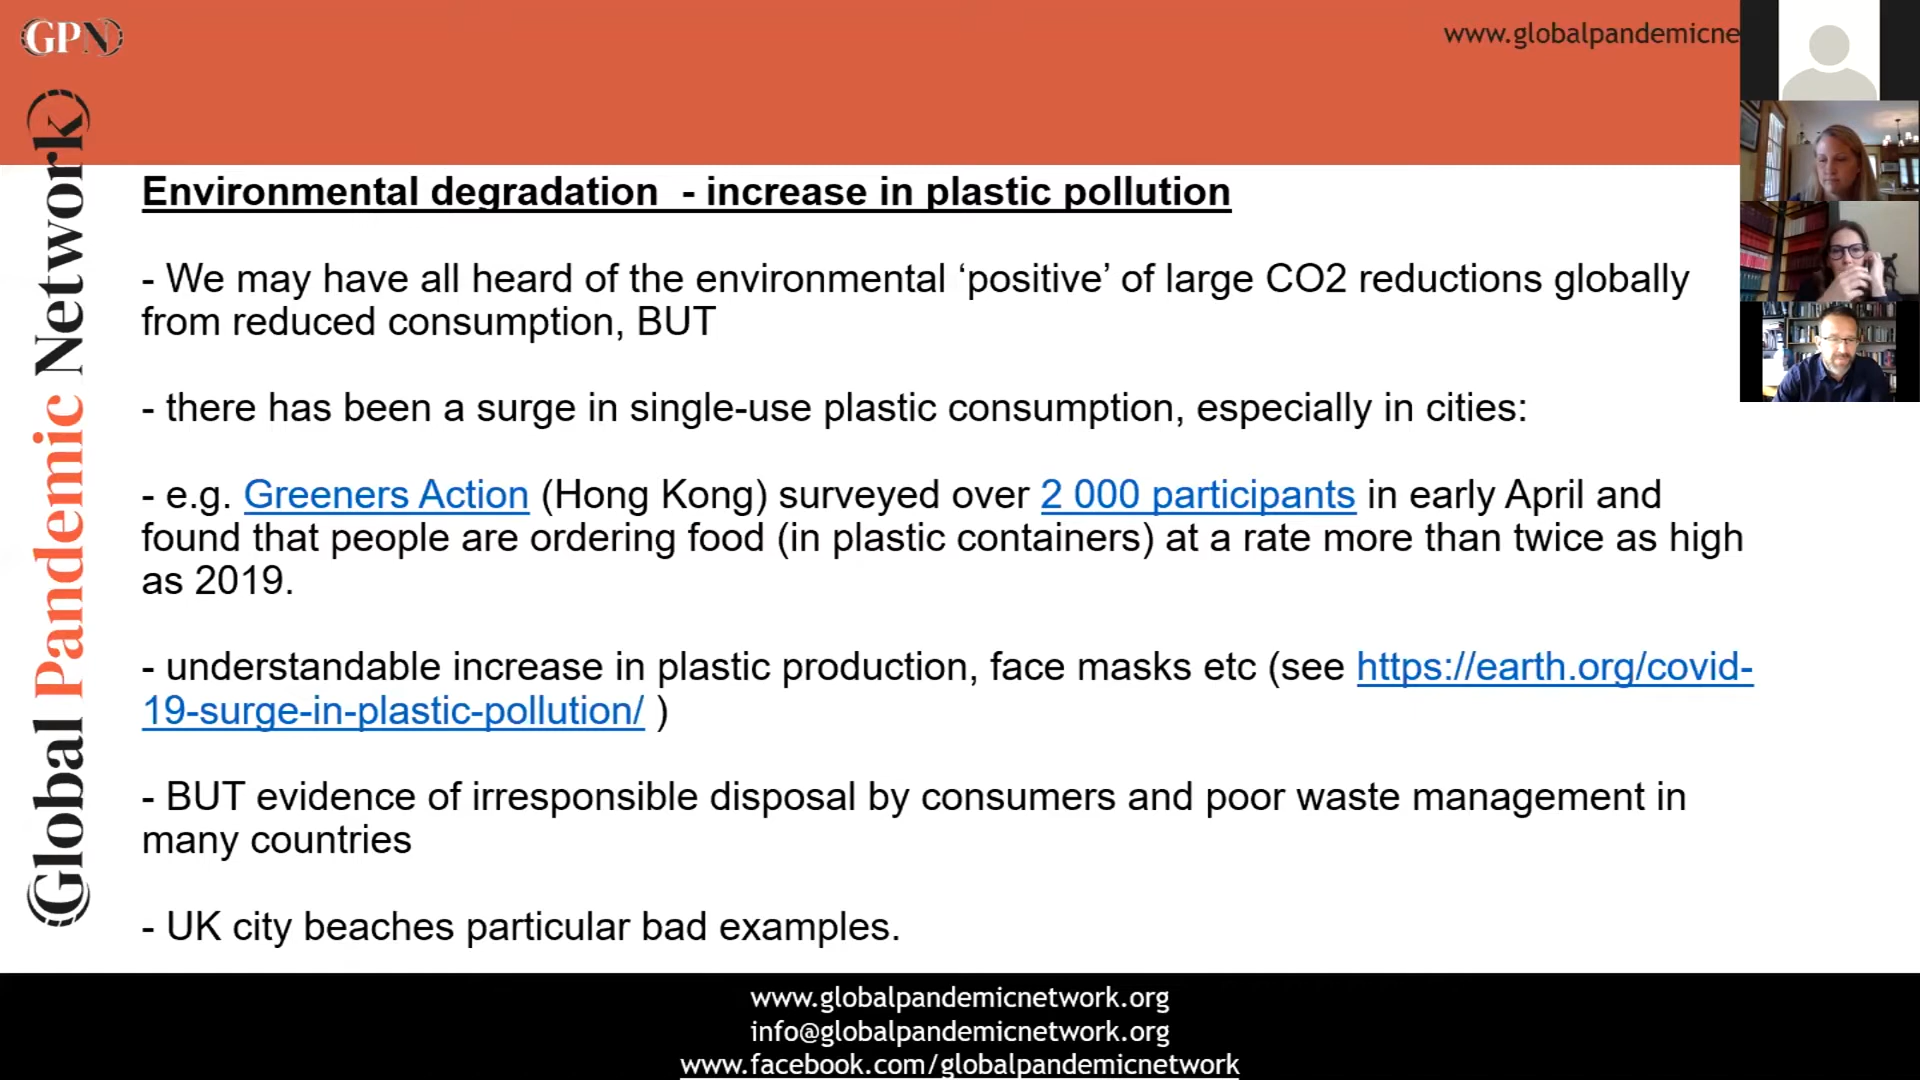 GPN
www.globalpandemicne
Global Pandemic Network
Environmental degradation - increase in plastic pollution
- We may have all heard of the environmental ‘positive’ of large CO2 reductions globally
from reduced consumption, BUT
- there has been a surge in single-use plastic consumption, especially in cities:
- e.g. Greeners Action (Hong Kong) surveyed over 2 000 participants in early April and
found that people are ordering food (in plastic containers) at a rate more than twice as high
as 2019.
- understandable increase in plastic production, face masks etc (see https://earth.org/covid-
19-surge-in-plastic-pollution/ )
- BUT evidence of irresponsible disposal by consumers and poor waste management in
many countries
- UK city beaches particular bad examples.
www.globalpandemicnetwork.org
info@globalpandemicnetwork.org
www.facebook.com/globalpandemicnetwork